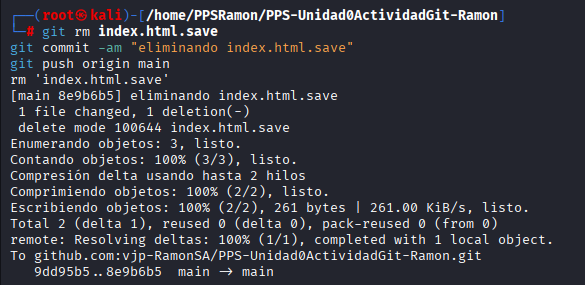 ┌──(root㉿kali)-[/home/PPSRamon/PPS-Unidad0ActividadGit-Ramon]
└─# git rm index.html.save
git commit -am "eliminando index.html.save"
git push origin main
rm 'index.html.save'
[main 8e9b6b5] eliminando index.html.save
 1 file changed, 1 deletion(-)
 delete mode 100644 index.html.save
Enumerando objetos: 3, listo.
Contando objetos: 100% (3/3), listo.
Compresión delta usando hasta 2 hilos
Comprimiendo objetos: 100% (2/2), listo.
Escribiendo objetos: 100% (2/2), 261 bytes | 261.00 KiB/s, listo.
Total 2 (delta 1), reused 0 (delta 0), pack-reused 0 (from 0)
remote: Resolving deltas: 100% (1/1), completed with 1 local object.
To github.com:vjp-RamonSA/PPS-Unidad0ActividadGit-Ramon.git
   9dd95b5..8e9b6b5  main -> main